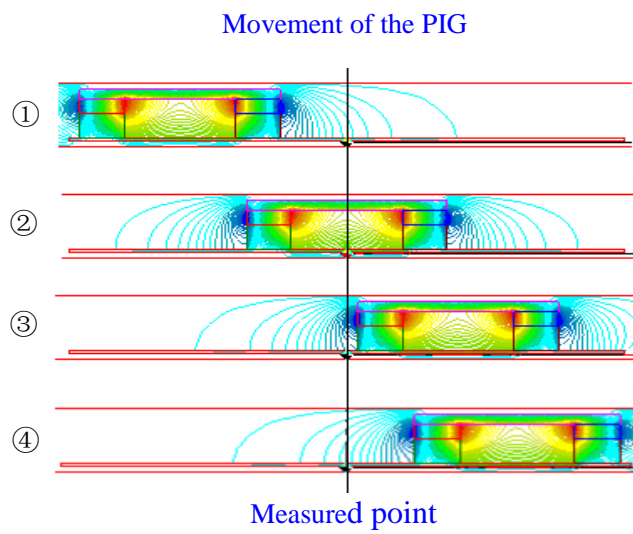 Movement of the PIG
①
②
③
④
Measured point